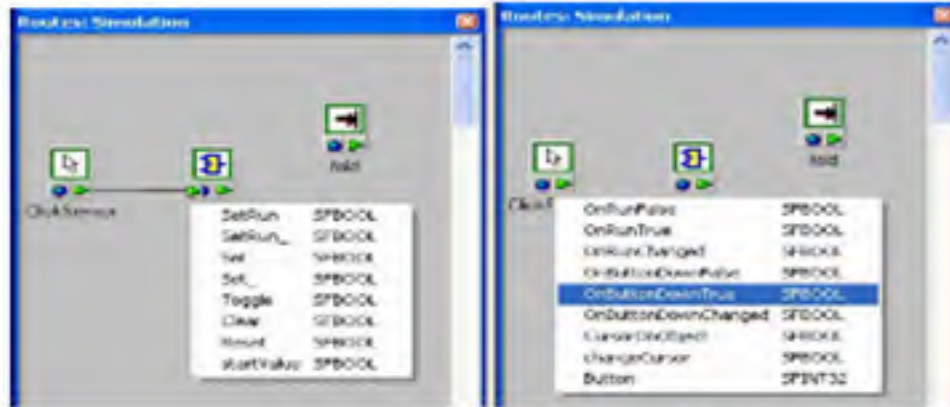 Routes: Simulation
Hold
ClickSensor
SetRun SFBOOL
SetRun_ SFBOOL
Set SFBOOL
Set_ SFBOOL
Toggle SFBOOL
Clear SFBOOL
Reset SFBOOL
startValue SFBOOL
Routes: Simulation
Hold
OnRunFalse SFBOOL
OnRunTrue SFBOOL
OnRunChanged SFBOOL
OnButtonDownFalse SFBOOL
OnButtonDownTrue SFBOOL
OnButtonDownChanged SFBOOL
CursorOnObject SFBOOL
changeCursor SFBOOL
Button SFINT32